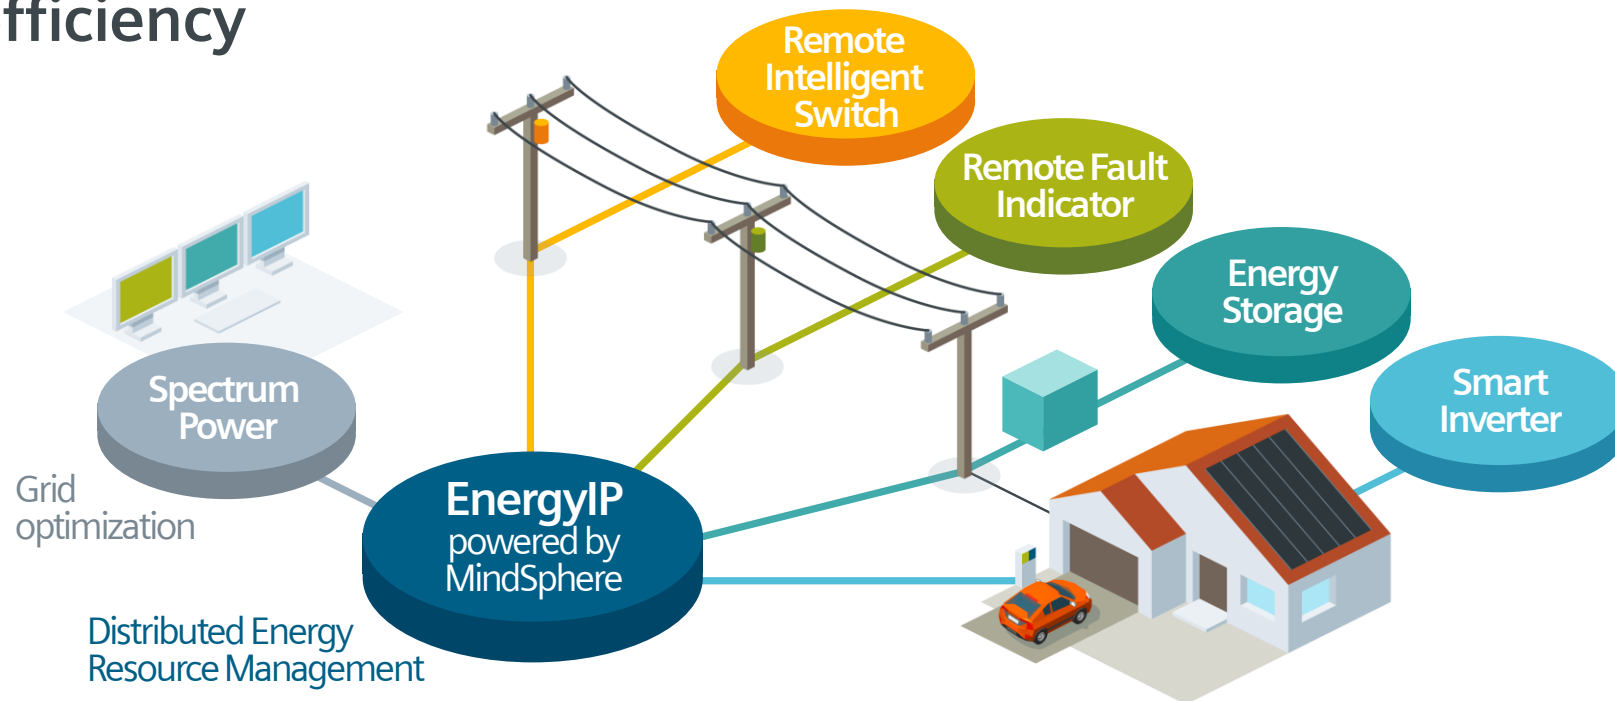 fficiency
Remote
Intelligent
Switch
Remote Fault
Indicator
Energy
Storage
Smart
Inverter
Spectrum
Power
Grid
optimization
EnergyIP
powered by
MindSphere
Distributed Energy
Resource Management